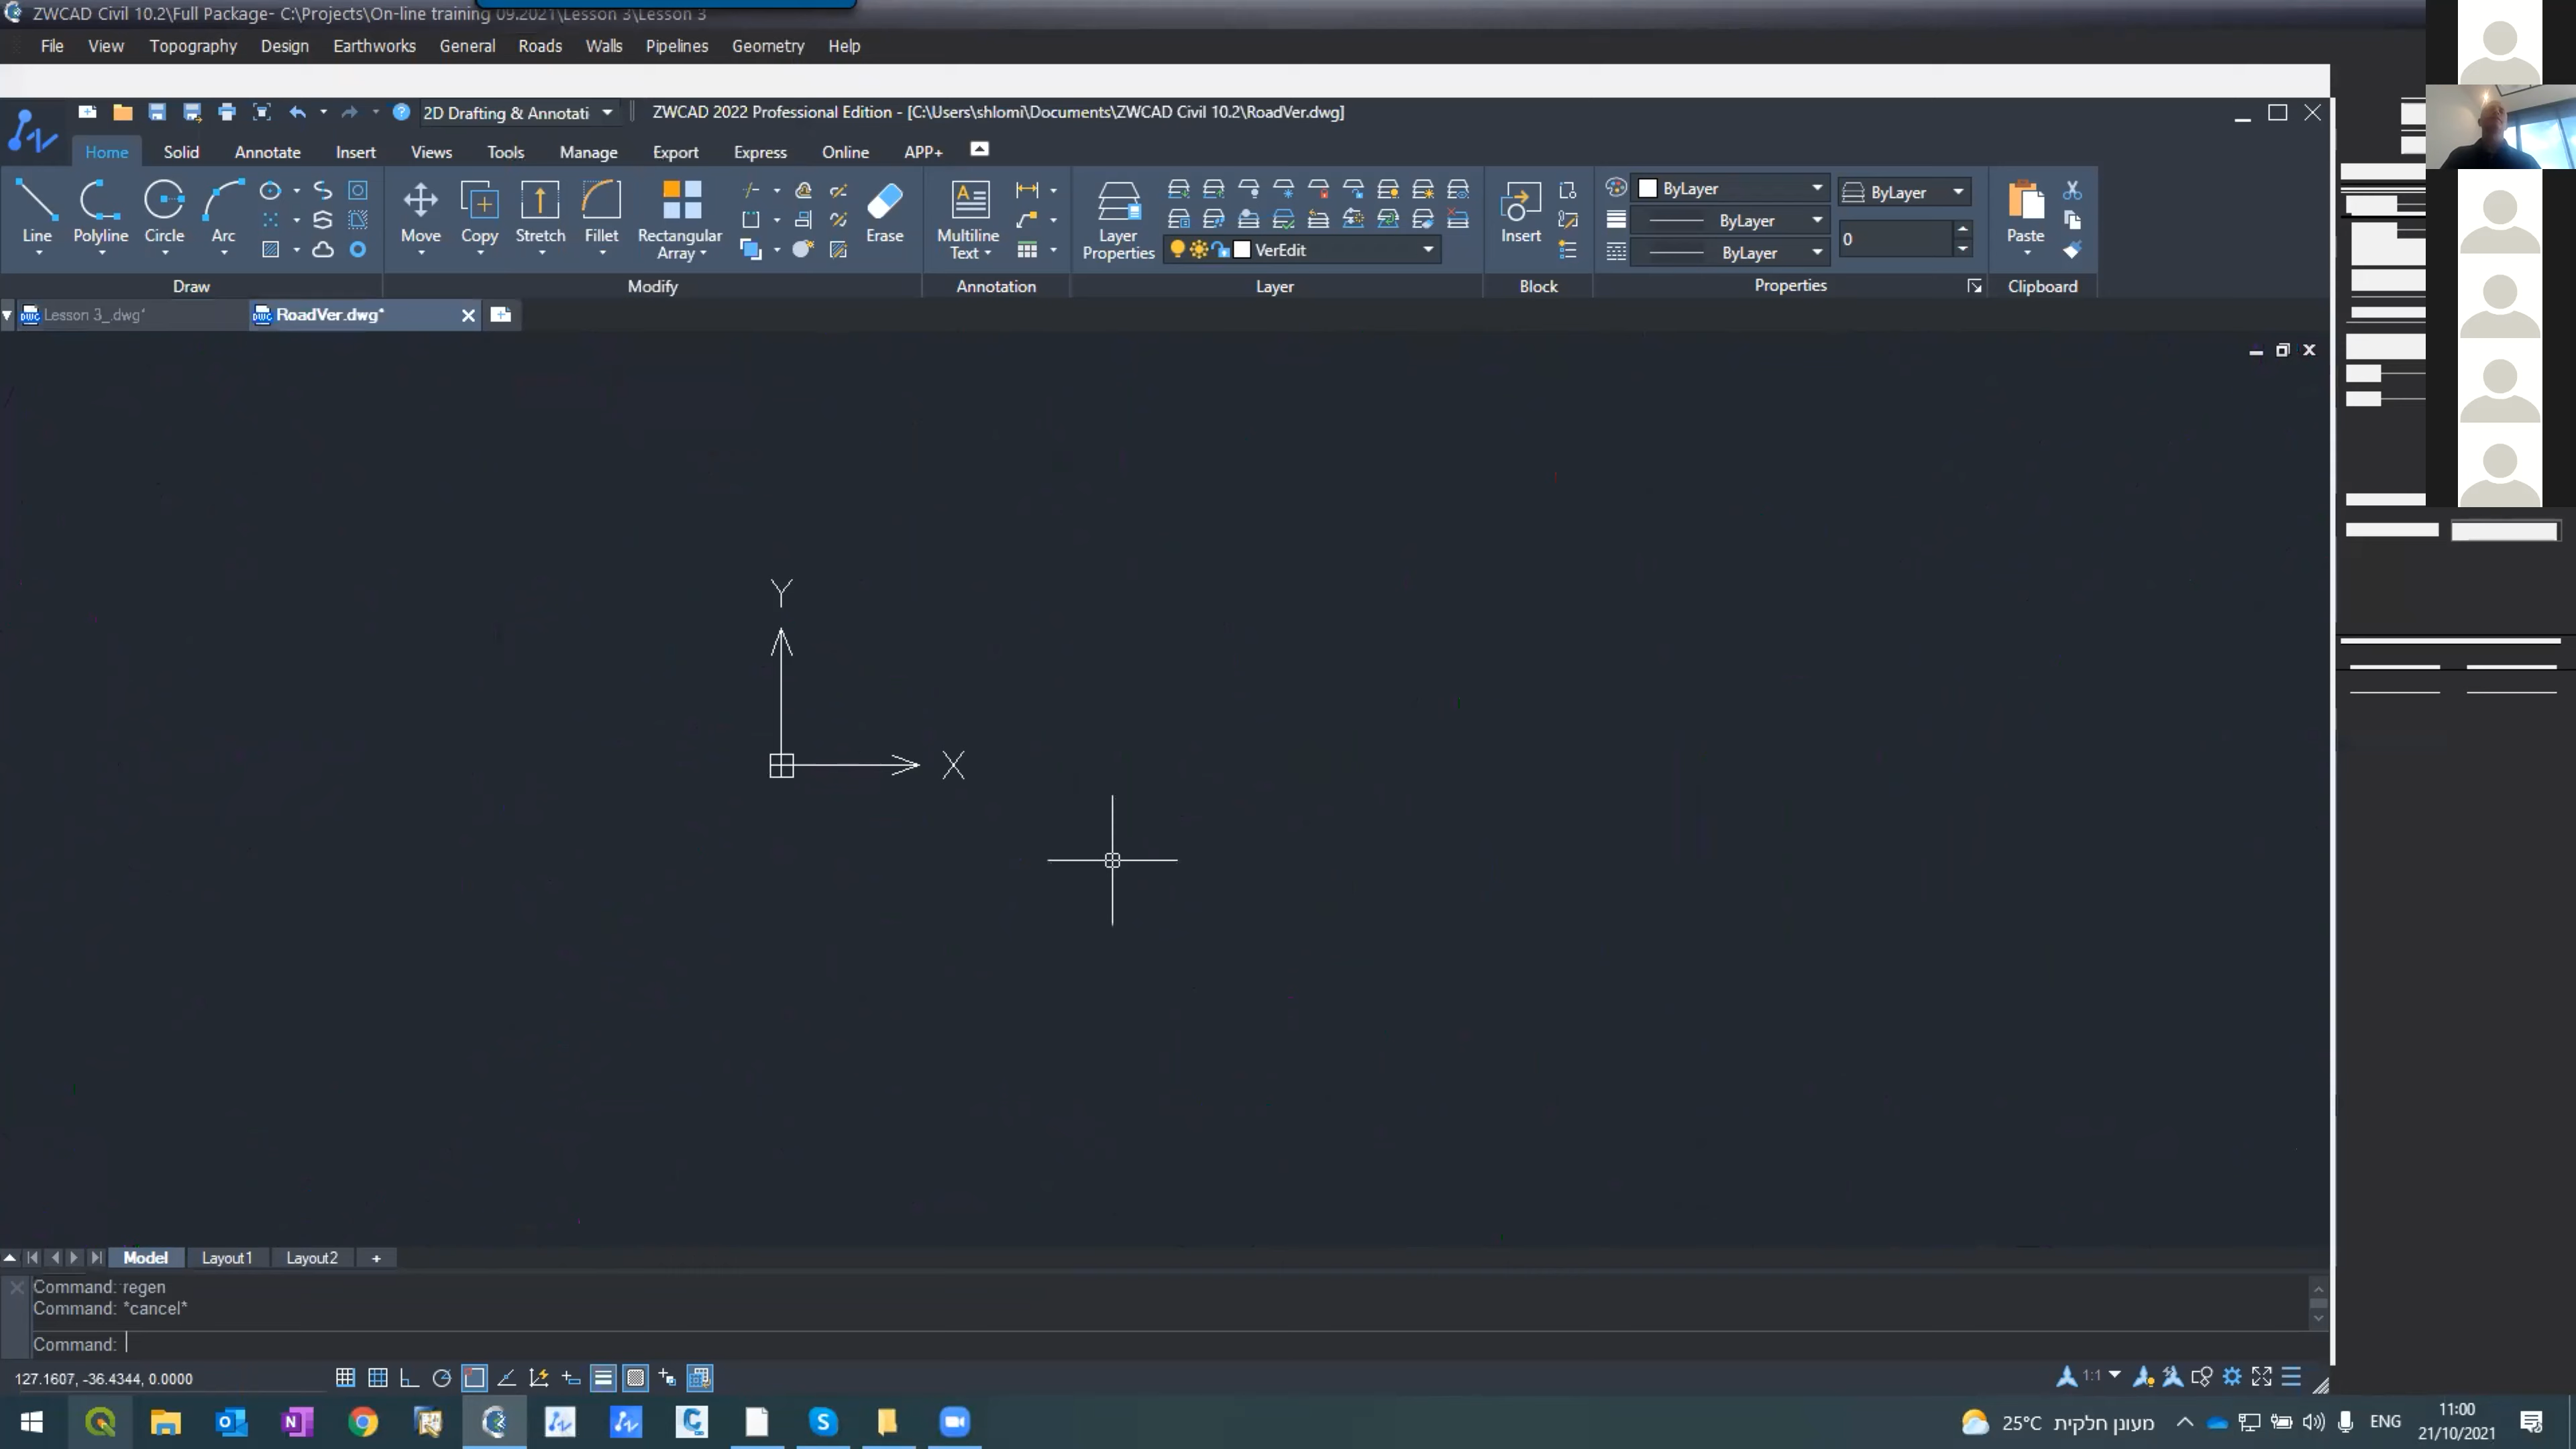 ZWCAD Civil 10.2\Full Package- C:\Projects\On-line training 09.2021\Lesson 3\Lesson 3
File View Topography Design Earthworks General Roads Walls Pipelines Geometry Help
2D Drafting & Annotati ZWCAD 2022 Professional Edition - [C:\Users\shlomi\Documents\ZWCAD Civil 10.2\RoadVer.dwg]
Home Solid Annotate Insert Views Tools Manage Export Express Online APP+
ByLayer ByLayer
ByLayer
Line Polyline Circle Arc Move Copy Stretch Fillet Rectangular Array Erase Multiline Text Layer Properties Insert 0 Paste
VerEdit ByLayer
Draw Modify Annotation Layer Block Properties Clipboard
Lesson 3_.dwg* RoadVer.dwg*
Y
X
Model Layout1 Layout2 +
Command: regen
Command: *cancel*
Command:
127.1607, -36.4344, 0.0000 1:1
25°C מעונן חלקית ENG 11:00
21/10/2021